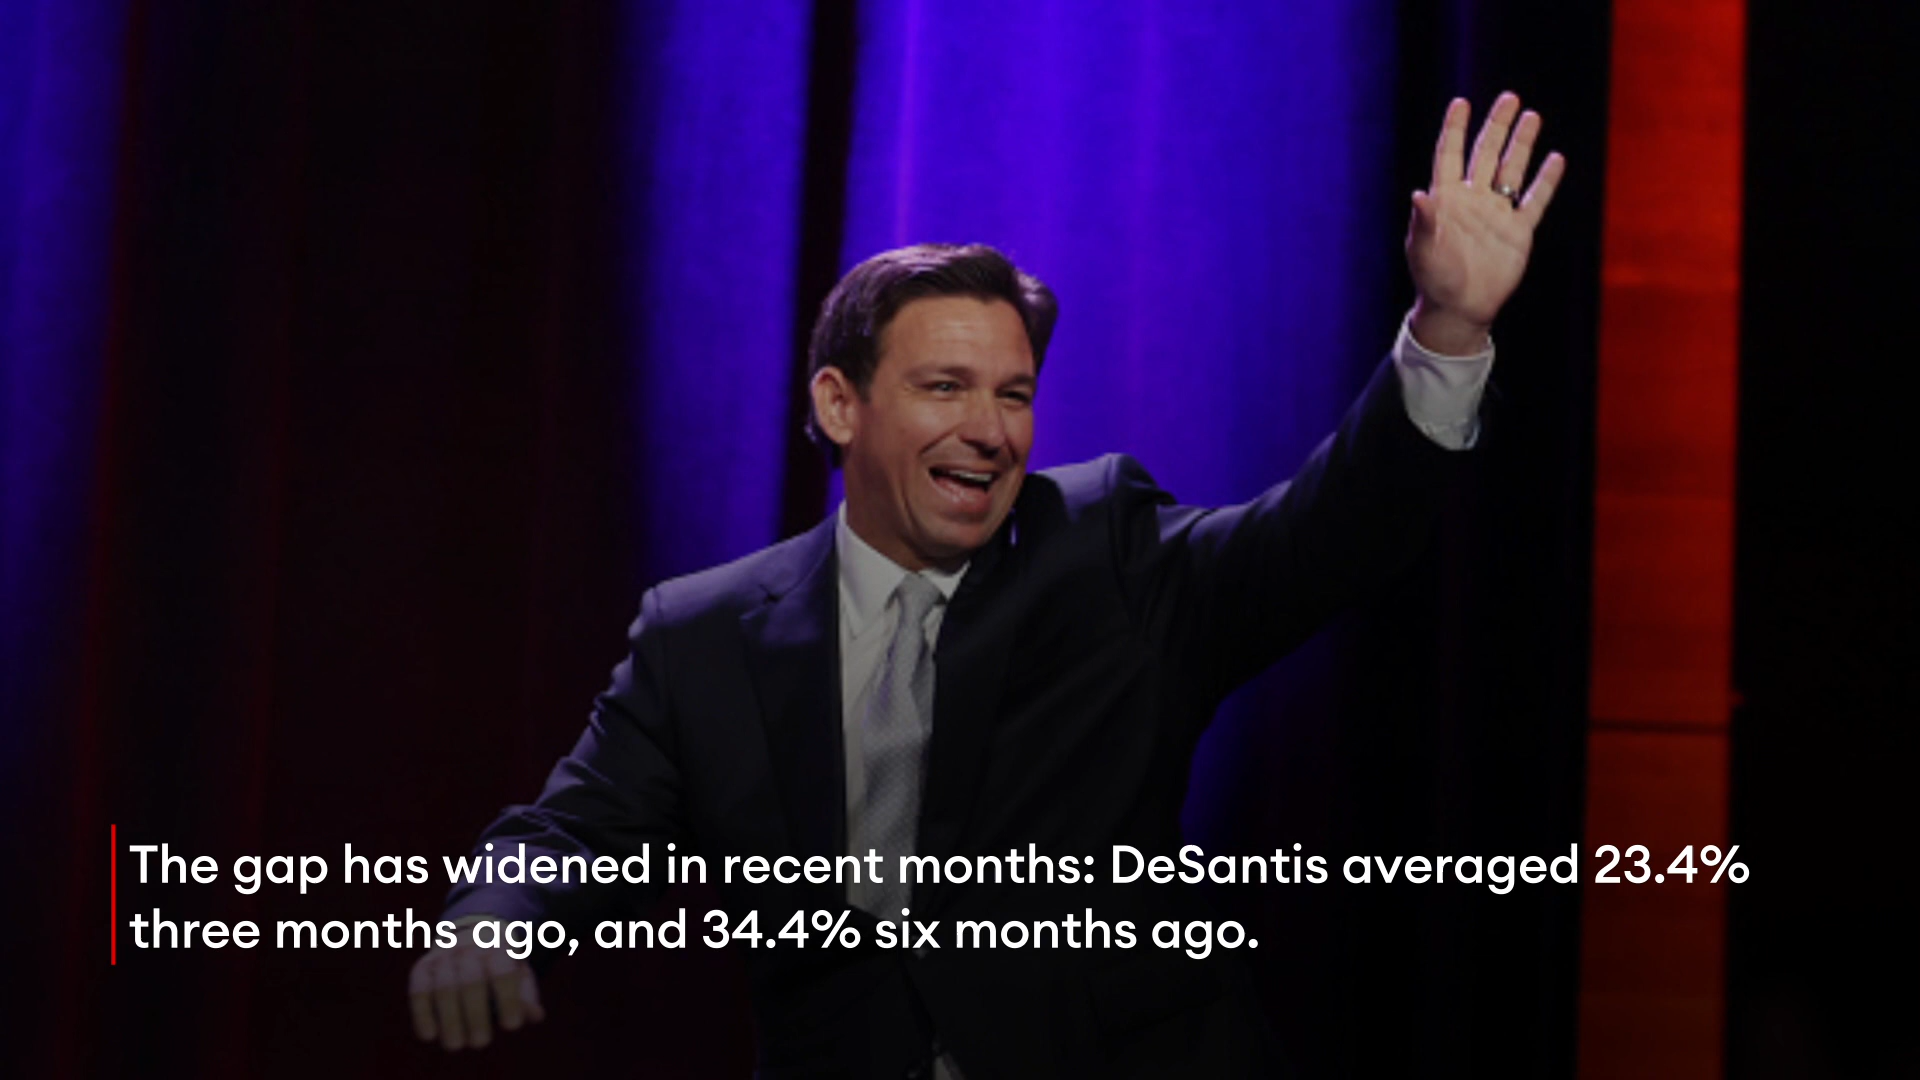 The gap has widened in recent months: DeSantis averaged 23.4%
three months ago, and 34.4% six months ago.